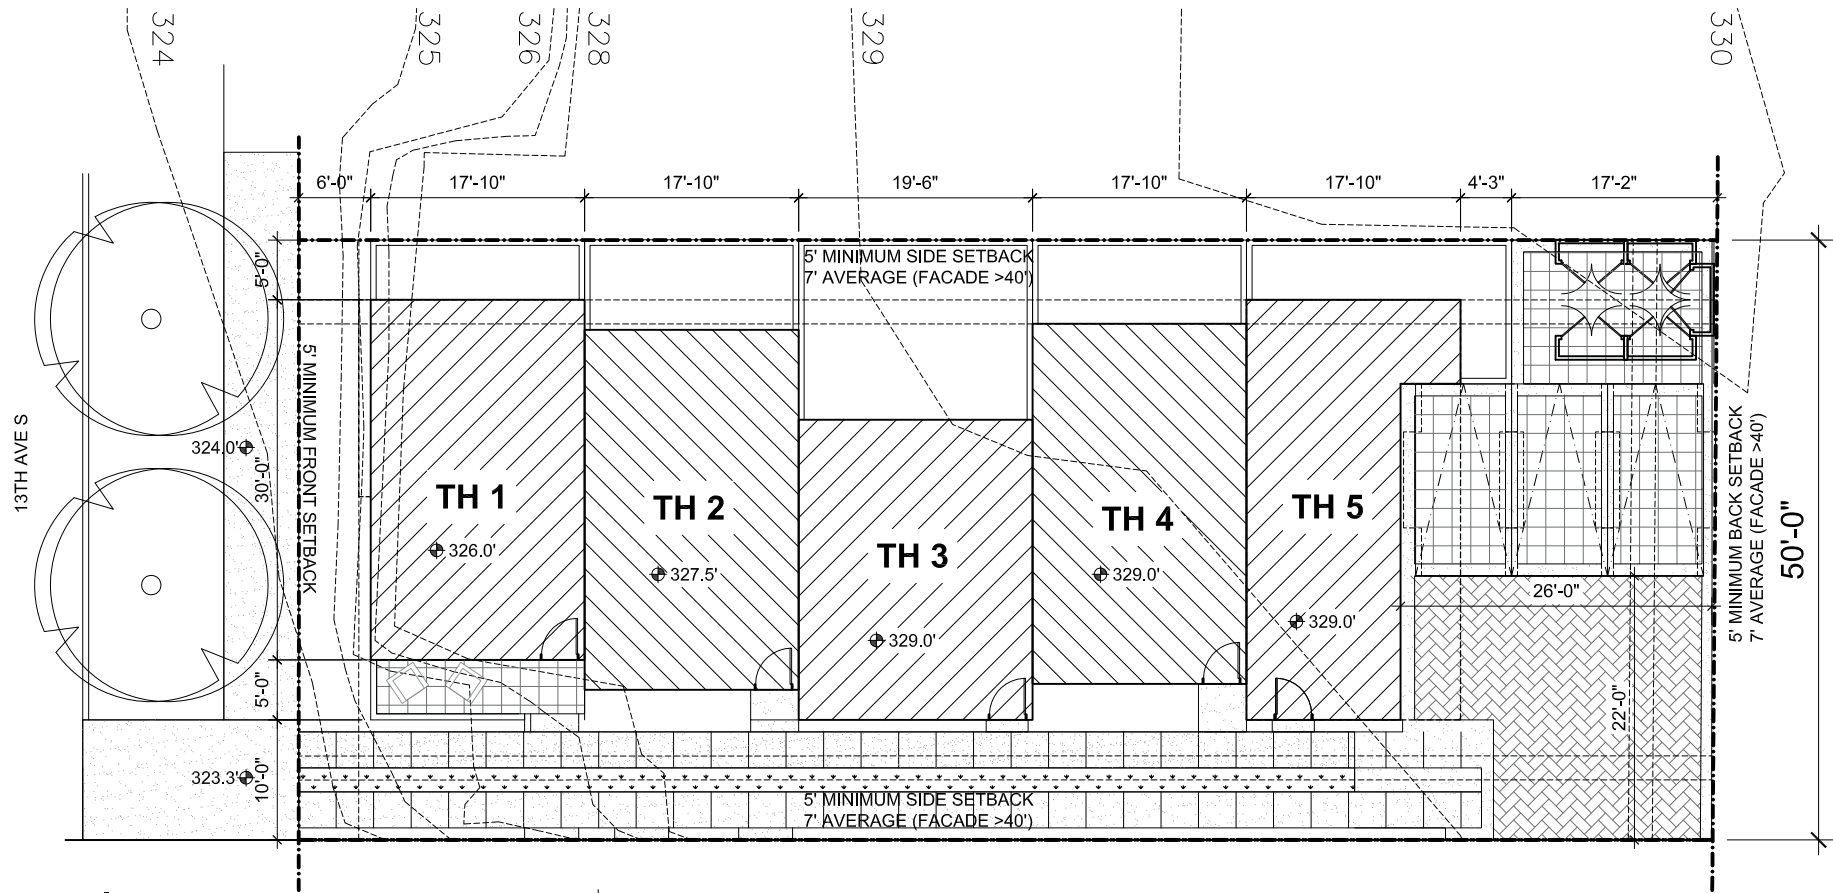 324
325
326
328
329
330
6'-0"
17'-10"
17'-10"
19'-6"
17'-10"
17'-10"
4'-3"
17'-2"
5'-0"
5' MINIMUM SIDE SETBACK
7' AVERAGE (FACADE >40')
13TH AVE S
324.0'
30'-0"
5' MINIMUM FRONT SETBACK
TH 1
326.0'
TH 2
327.5'
TH 3
329.0'
TH 4
329.0'
TH 5
329.0'
26'-0"
22'-0"
5' MINIMUM BACK SETBACK
7' AVERAGE (FACADE >40')
50'-0"
5'-0"
323.3'
10'-0"
5' MINIMUM SIDE SETBACK
7' AVERAGE (FACADE >40')